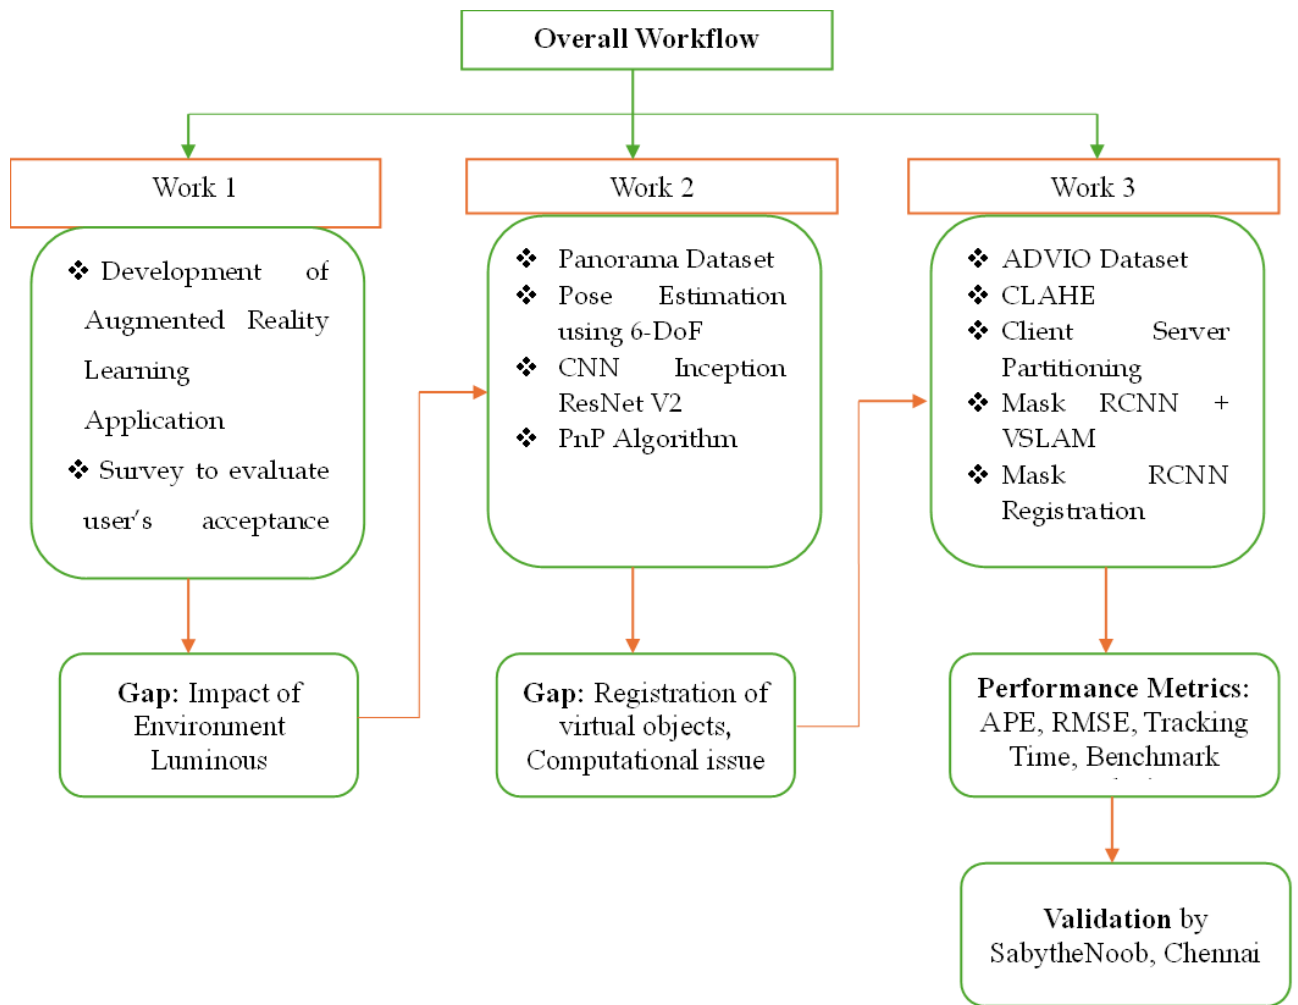 Overall Workflow
Work 1
❖ Development of
Augmented Reality
Learning
Application
❖ Survey to evaluate
user's acceptance
Gap: Impact of
Environment
Luminous
Work 2
❖ Panorama Dataset
❖ Pose Estimation
using 6-DoF
❖ CNN Inception
ResNet V2
❖ PnP Algorithm
Gap: Registration of
virtual objects,
Computational issue
Work 3
❖ ADVIO Dataset
❖ CLAHE
❖ Client Server
Partitioning
❖ Mask RCNN +
VSLAM
❖ Mask RCNN
Registration
Performance Metrics:
APE, RMSE, Tracking
Time, Benchmark
Validation by
SabytheNoob, Chennai